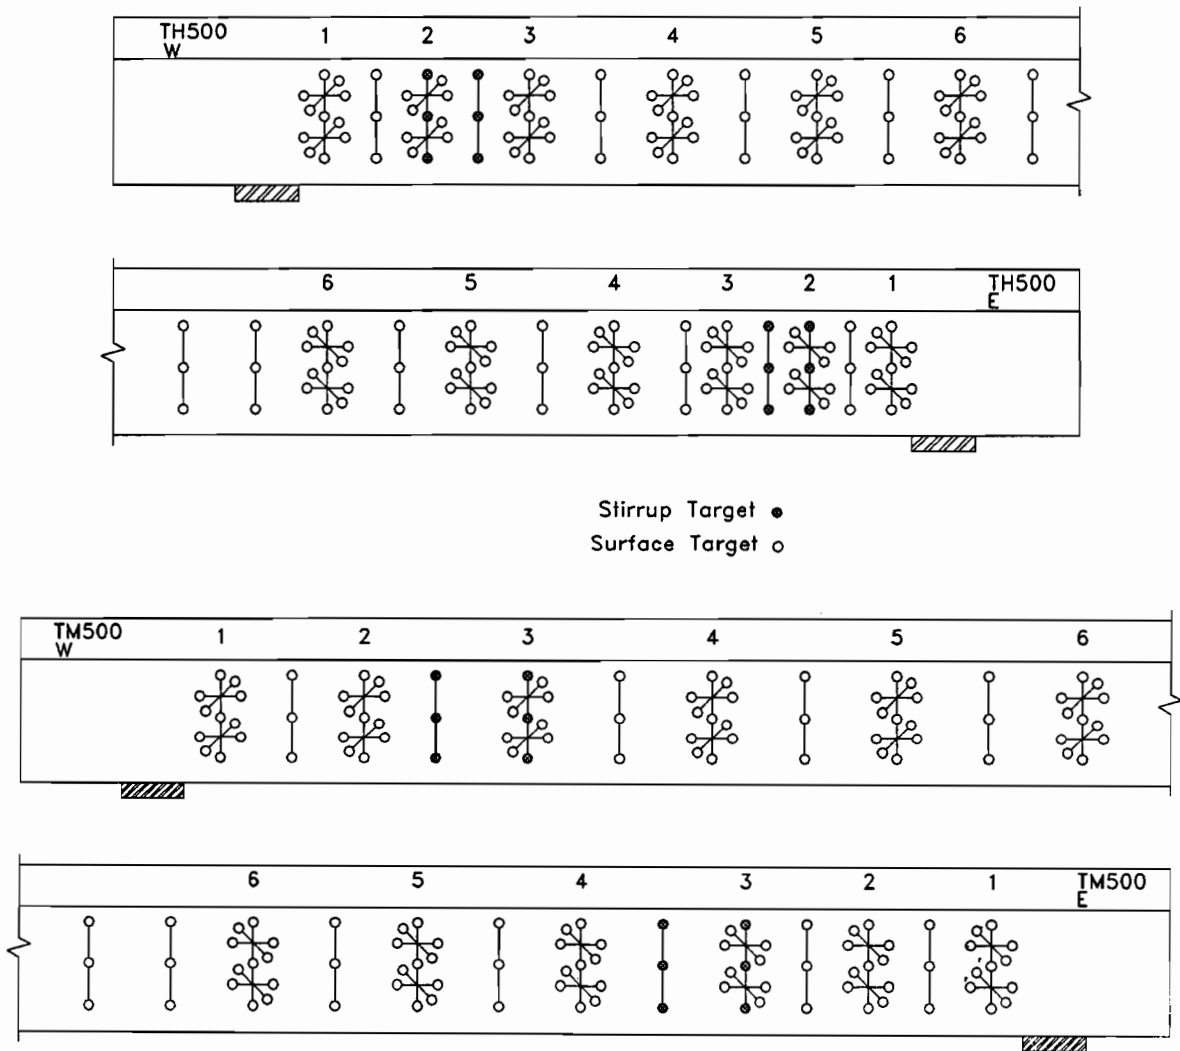 TH500 1 2 3 4 5 6
W
6 5 4 3 2 1 TH500
E
Stirrup Target
Surface Target
TM500 1 2 3 4 5 6
W
6 5 4 3 2 1 TM500
E